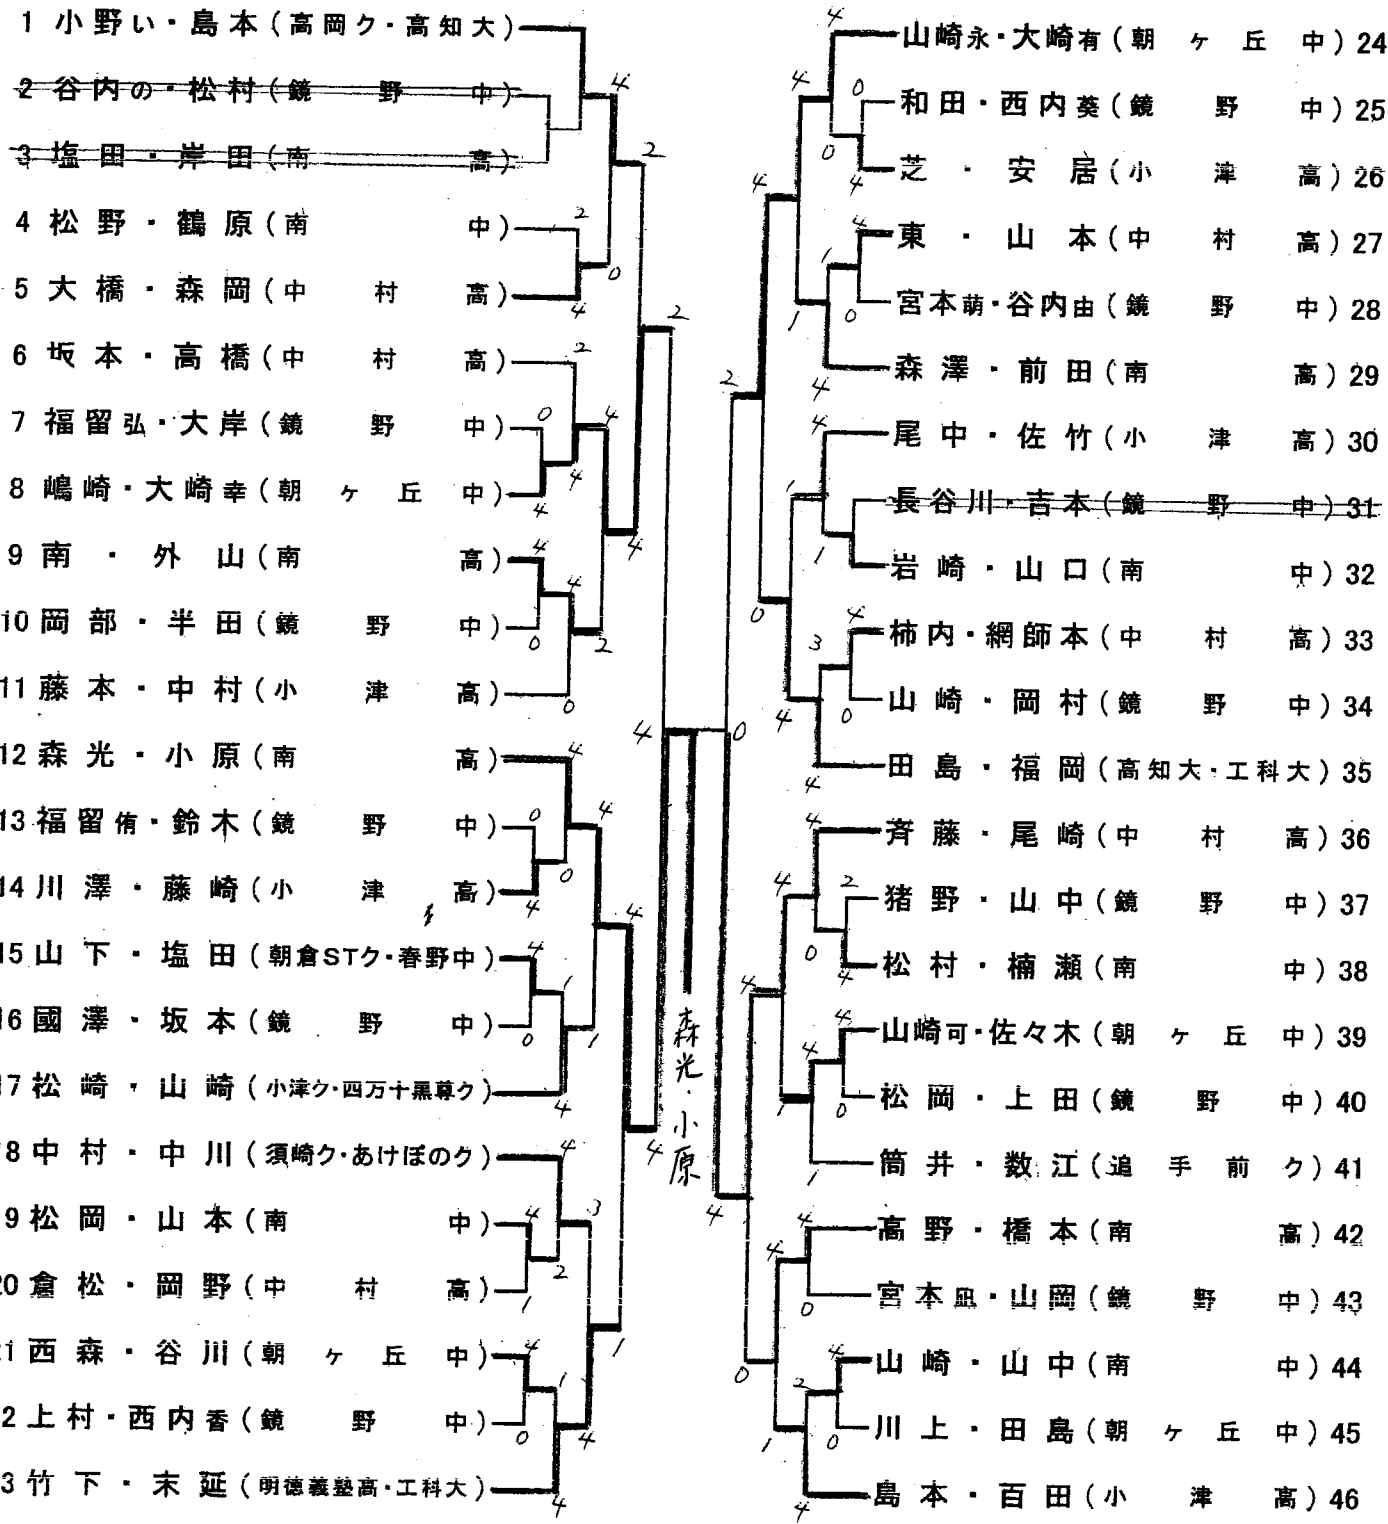 1 小野い・島本(高岡ク・高知大)
2 谷内の・松村(鏡野中)
3 塩田・岸田(南高)
4 松野・鶴原(南中)
5 大橋・森岡(中村高)
6 坂本・高橋(中村高)
7 福留弘・大岸(鏡野中)
8 嶋崎・大崎幸(朝ヶ丘中)
9 南・外山(南高)
10 岡部・半田(鏡野中)
11 藤本・中村(小津高)
12 森光・小原(南高)
13 福留侑・鈴木(鏡野中)
14 川澤・藤崎(小津高)
15 山下・塩田(朝倉STク・春野中)
16 國澤・坂本(鏡野中)
17 松崎・山崎(小津ク・四万十黒尊ク)
8 中村・中川(須崎ク・あけぼのク)
9 松岡・山本(南中)
20 倉松・岡野(中村高)
1 西森・谷川(朝ヶ丘中)
2 上村・西内香(鏡野中)
3 竹下・末延(明徳義塾高・工科大)
森光・小原
山崎永・大崎有(朝ヶ丘中)24
和田・西内葵(鏡野中)25
芝・安居(小津高)26
東・山本(中村高)27
宮本萌・谷内由(鏡野中)28
森澤・前田(南高)29
尾中・佐竹(小津高)30
長谷川・吉本(鏡野中)31
岩崎・山口(南中)32
柿内・網師本(中村高)33
山崎・岡村(鏡野中)34
田島・福岡(高知大・工科大)35
斉藤・尾崎(中村高)36
猪野・山中(鏡野中)37
松村・楠瀬(南中)38
山崎可・佐々木(朝ヶ丘中)39
松岡・上田(鏡野中)40
筒井・数江(追手前ク)41
高野・橋本(南高)42
宮本凪・山岡(鏡野中)43
山崎・山中(南中)44
川上・田島(朝ヶ丘中)45
島本・百田(小津高)46